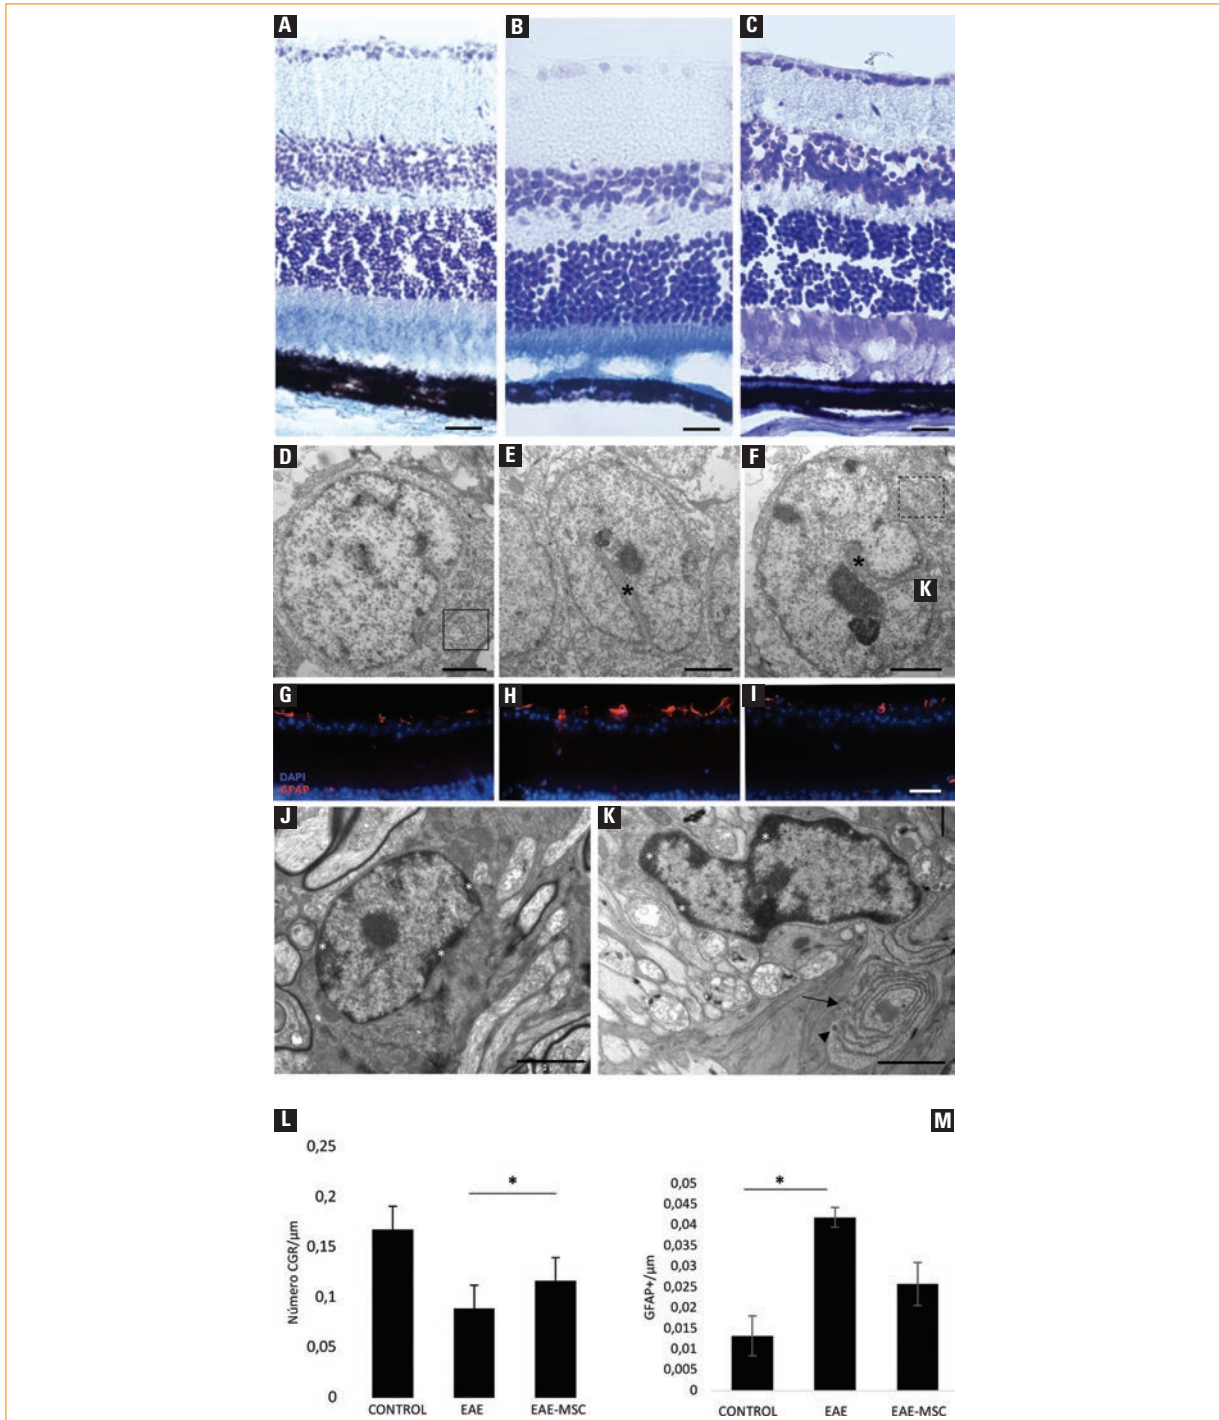 A B C
D E F
K
G H I
DAPI
GFAP
J K
L M
0,25
0,2
0,15
0,1
0,05
0
Número CGR/μm
*
CONTROL EAE EAE-MSC
0,05
0,045
0,04
0,035
0,03
0,025
0,02
0,015
0,01
0,005
0
GFAP+/μm
*
CONTROL EAE EAE-MSC